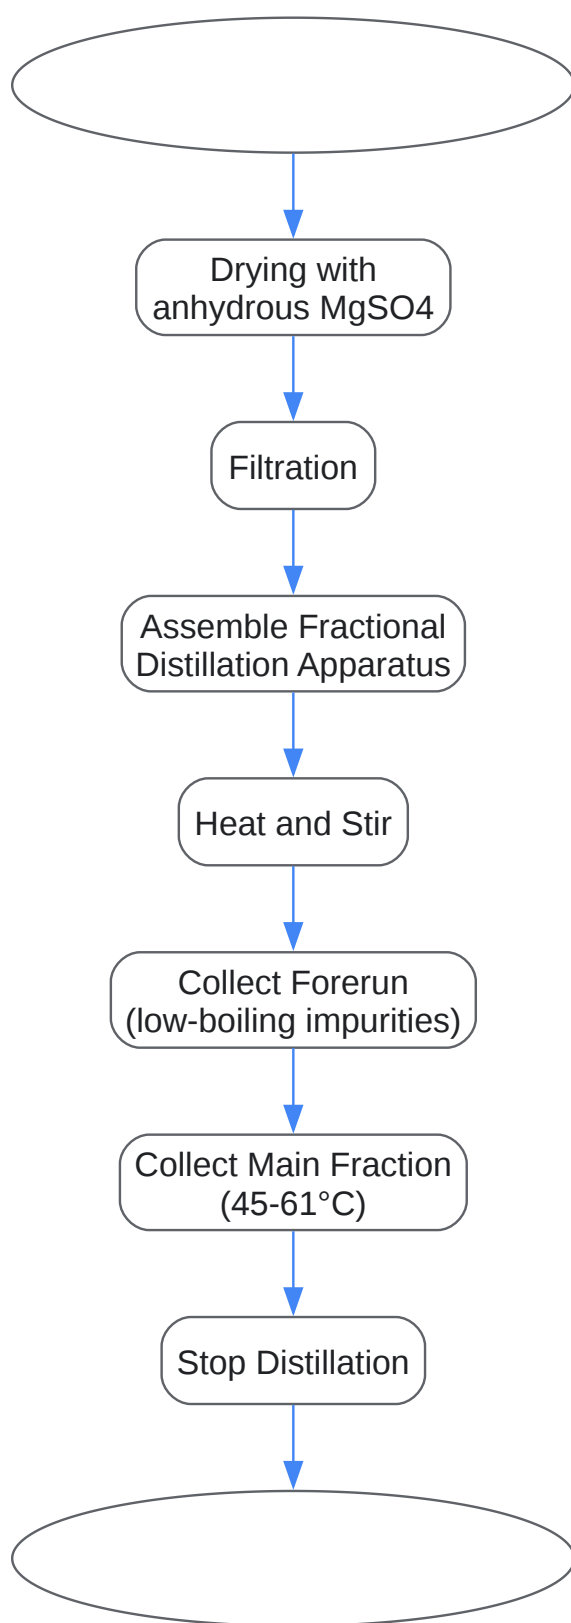 Drying with
anhydrous MgSO4
Filtration
Assemble Fractional
Distillation Apparatus
Heat and Stir
Collect Forerun
(low-boiling impurities)
Collect Main Fraction
(45-61°C)
Stop Distillation